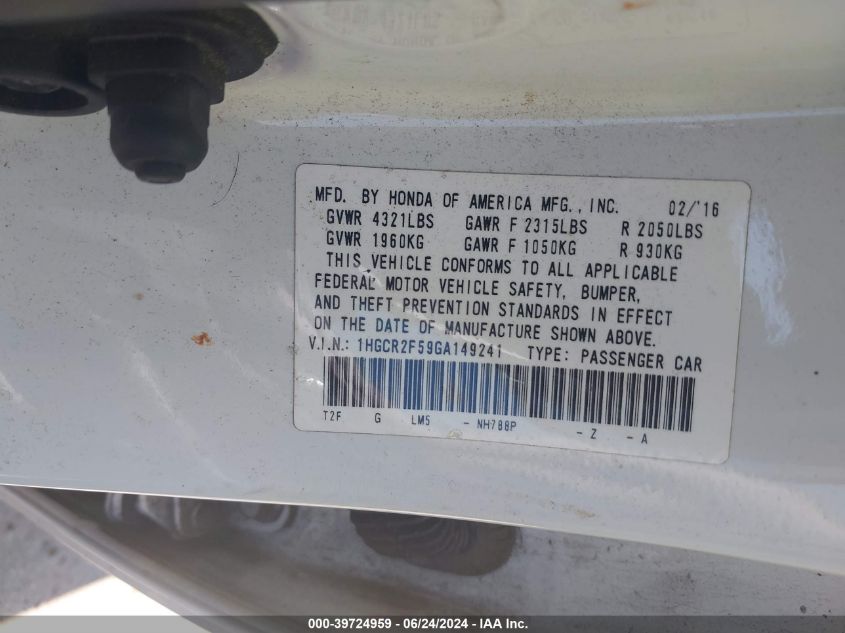 MFD. BY HONDA OF AMERICA MFG., INC. 02/'16
GVWR 4321LBS GAWR F 2315LBS R 2050LBS
GVWR 1960KG GAWR F 1050KG R 930KG
THIS VEHICLE CONFORMS TO ALL APPLICABLE
FEDERAL MOTOR VEHICLE SAFETY, BUMPER,
AND THEFT PREVENTION STANDARDS IN EFFECT
ON THE DATE OF MANUFACTURE SHOWN ABOVE.
V.I.N.: 1HGCR2F59GA149241 TYPE: PASSENGER CAR
T2F G LM5 - NH788P - Z - A
000-39724959 / 06/24/2024 - IAA Inc.